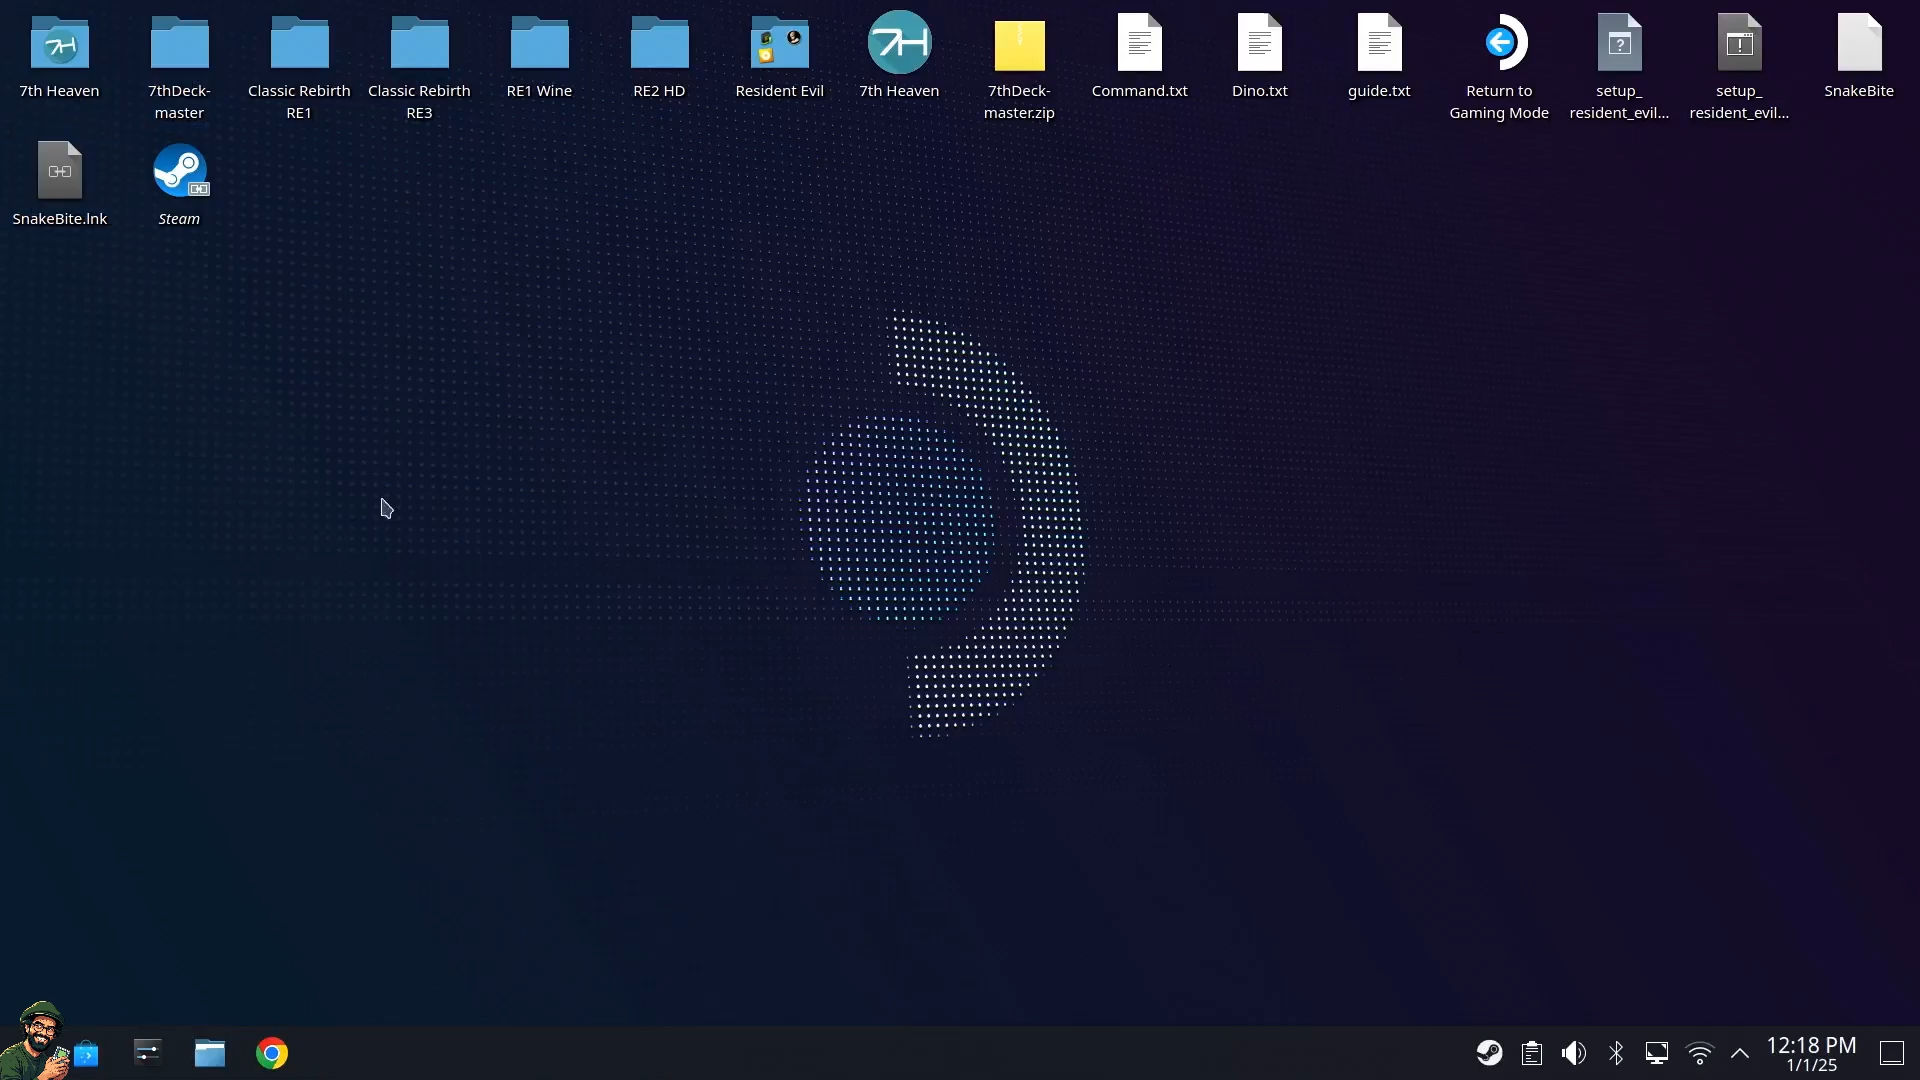 7th Heaven
7thDeck-
master
Classic Rebirth
RE1
Classic Rebirth
RE3
RE1 Wine
RE2 HD
Resident Evil
7th Heaven
7thDeck-
master.zip
Command.txt
Dino.txt
guide.txt
Return to
Gaming Mode
setup_
resident_evil...
setup_
resident_evil...
SnakeBite
SnakeBite.lnk
Steam
12:18 PM
1/1/25